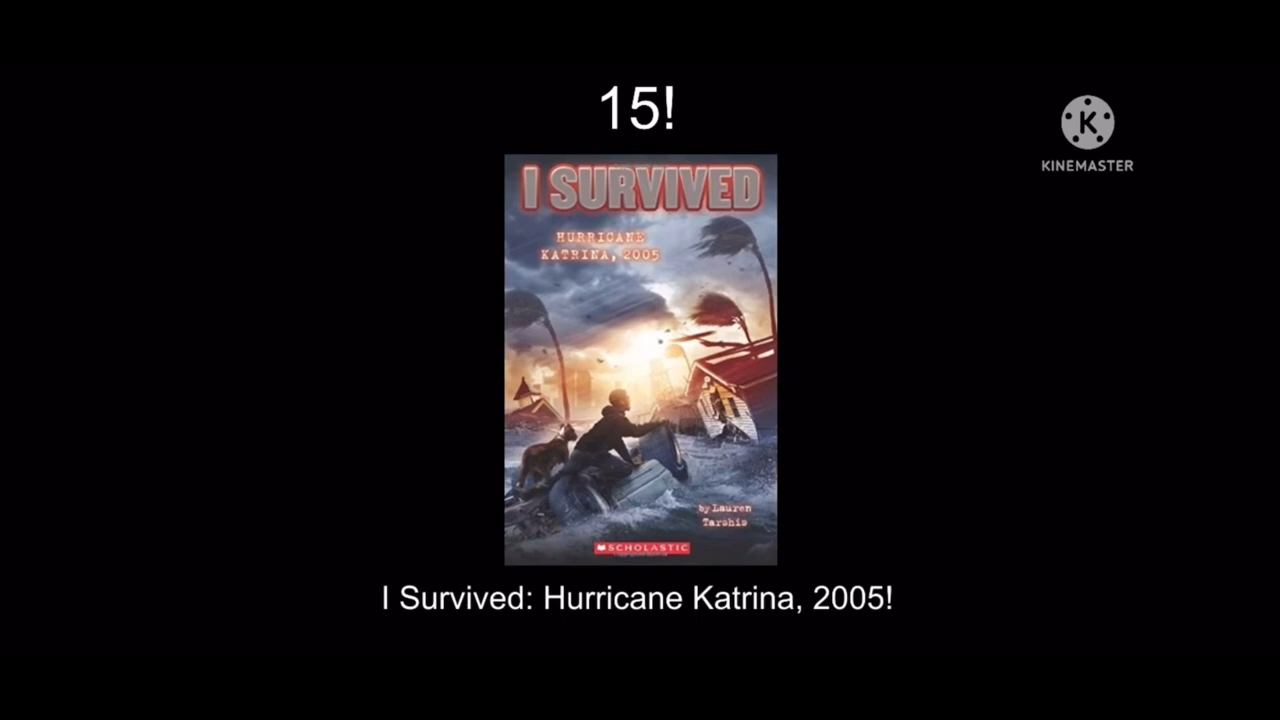 15!
K
KINEMASTER
I SURVIVED
HURRICANE
KATRINA, 2005
by Lauren
Tarshis
SCHOLASTIC
I Survived: Hurricane Katrina, 2005!